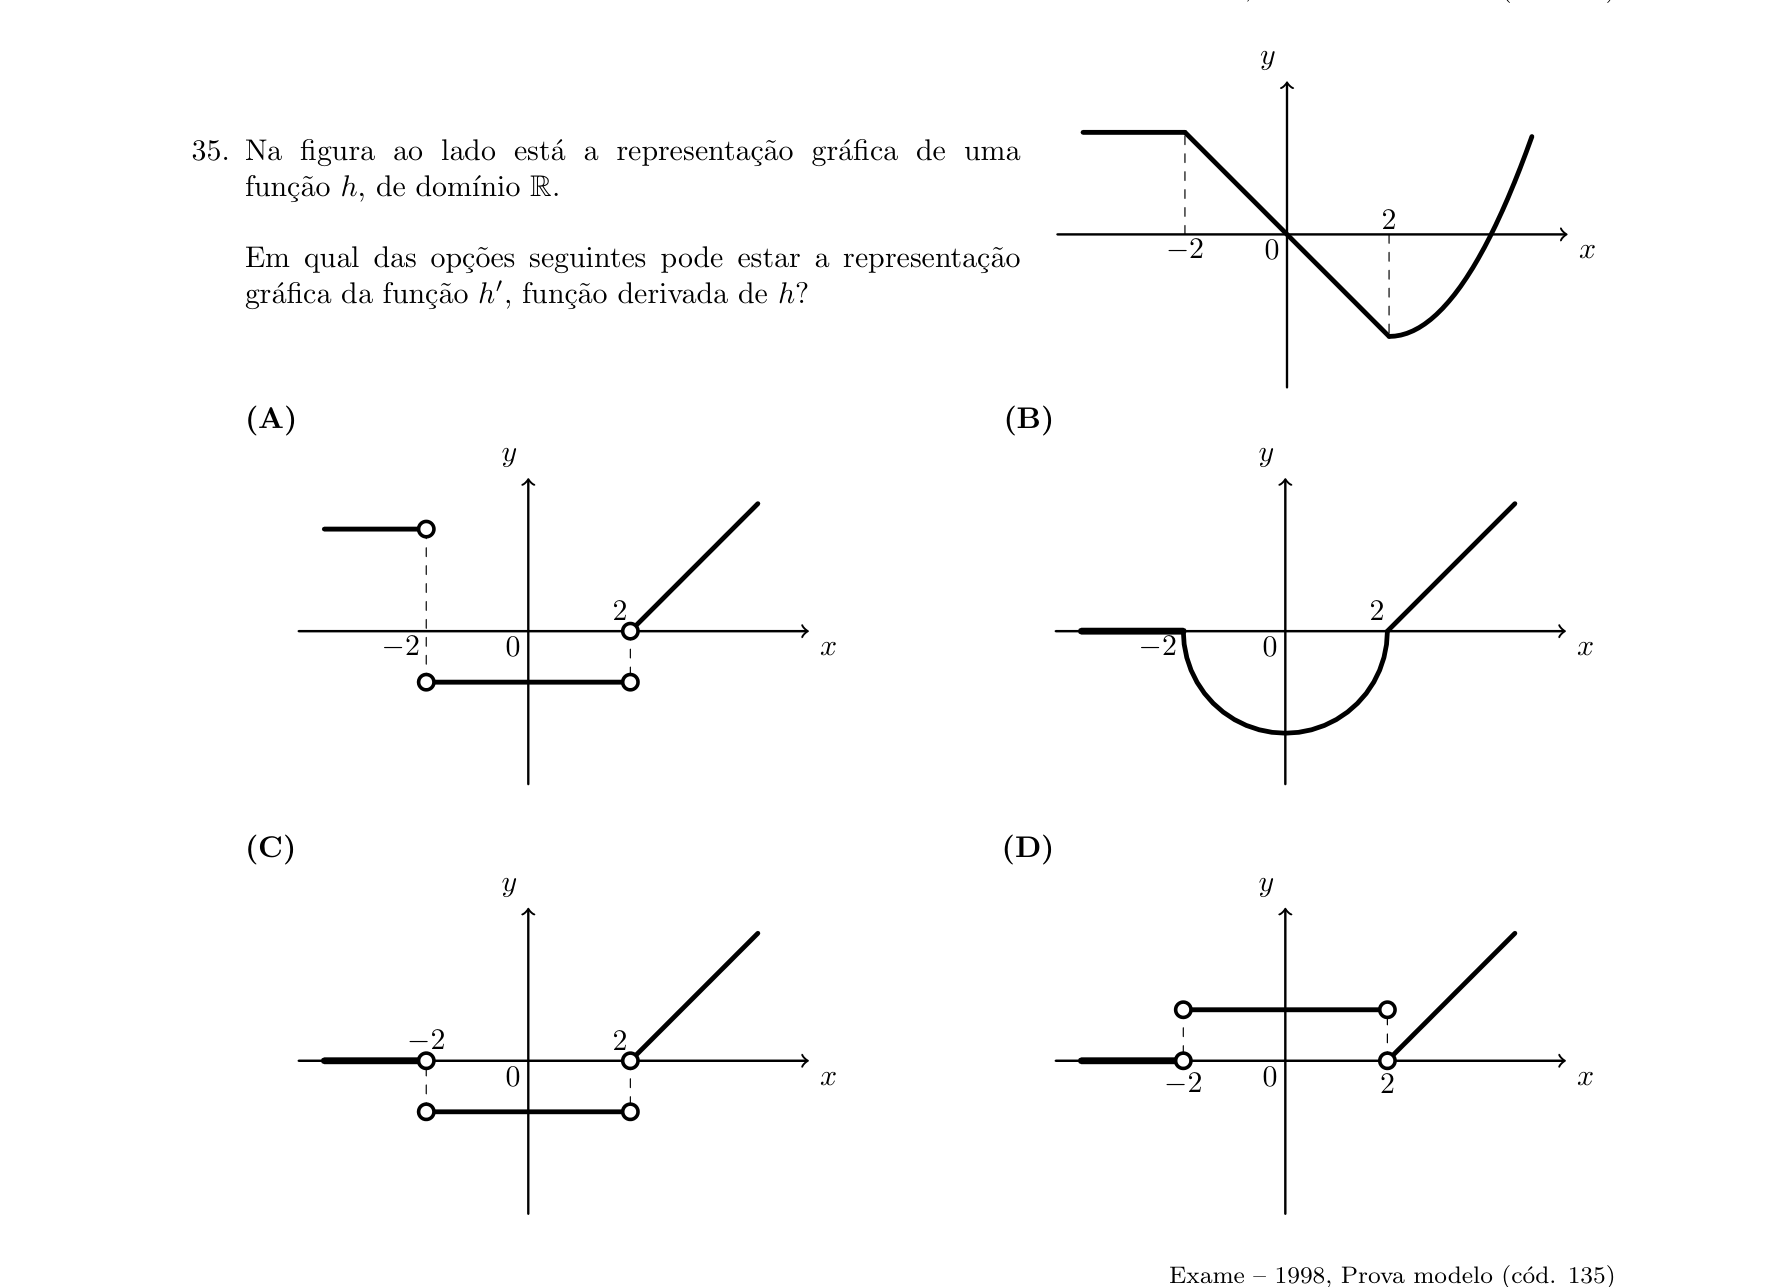 35. Na figura ao lado está a representação gráfica de uma
função h, de domínio ℝ.
Em qual das opções seguintes pode estar a representação
gráfica da função h′, função derivada de h?
y
−2
0
2
x
(A)
y
−2
0
2
x
(B)
y
−2
0
2
x
(C)
y
−2
0
2
x
(D)
y
−2
0
2
x
Exame – 1998, Prova modelo (cód. 135)